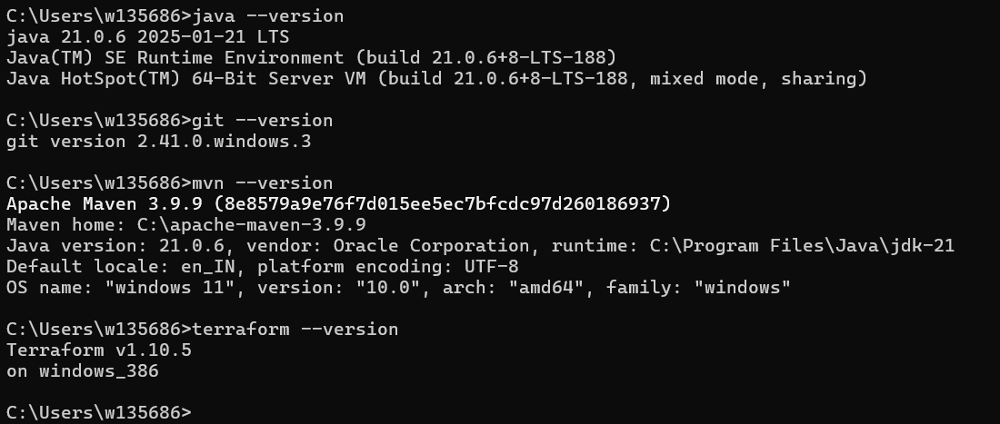 C:\Users\w135686>java --version
java 21.0.6 2025-01-21 LTS
Java(TM) SE Runtime Environment (build 21.0.6+8-LTS-188)
Java HotSpot(TM) 64-Bit Server VM (build 21.0.6+8-LTS-188, mixed mode, sharing)
C:\Users\w135686>git --version
git version 2.41.0.windows.3
C:\Users\w135686>mvn --version
Apache Maven 3.9.9 (8e8579a9e76f7d015ee5ec7bfcdc97d260186937)
Maven home: C:\apache-maven-3.9.9
Java version: 21.0.6, vendor: Oracle Corporation, runtime: C:\Program Files\Java\jdk-21
Default locale: en_IN, platform encoding: UTF-8
OS name: "windows 11", version: "10.0", arch: "amd64", family: "windows"
C:\Users\w135686>terraform --version
Terraform v1.10.5
on windows_386
C:\Users\w135686>